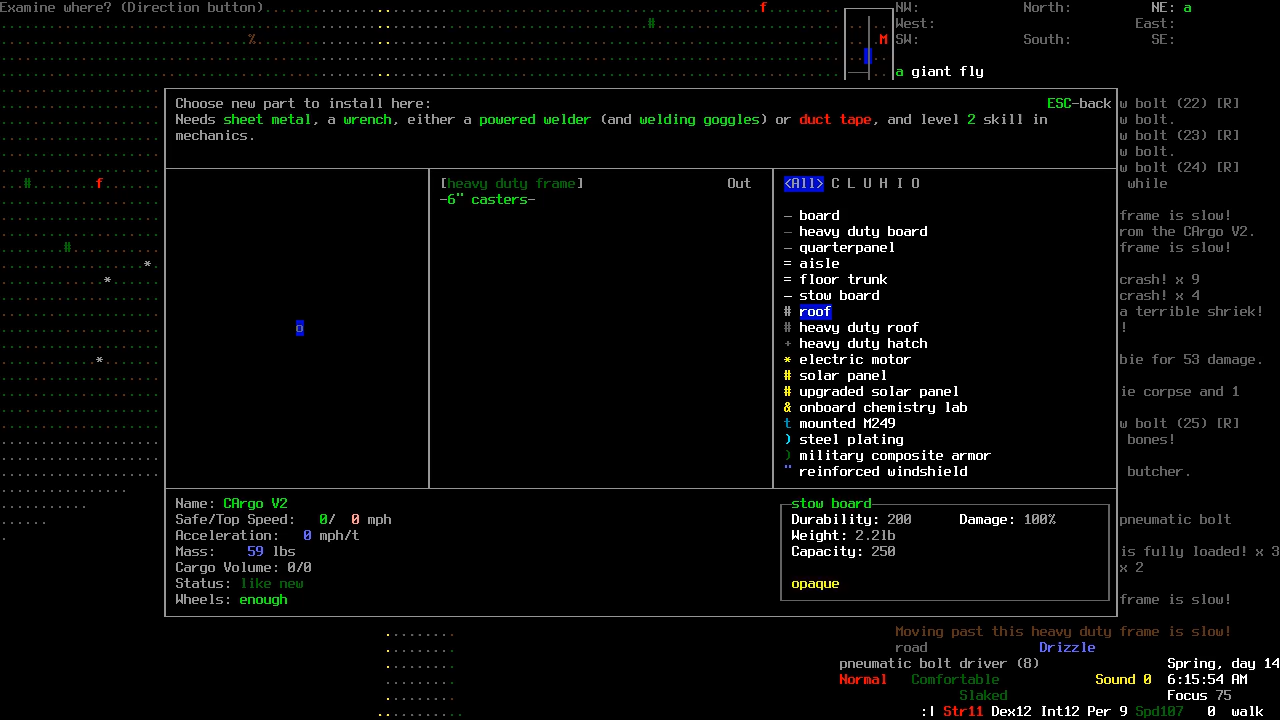 Examine where? (Direction button)
NW: North: NE: a
West: East:
SW: South: SE:
M
a giant fly
Choose new part to install here: ESC-back
Needs sheet metal, a wrench, either a powered welder (and welding goggles) or duct tape, and level 2 skill in
mechanics.
w bolt (22) [R]
w bolt.
w bolt (23) [R]
w bolt.
w bolt (24) [R]
while
frame is slow!
rom the CArgo V2.
frame is slow!
crash! x 9
crash! x 4
a terrible shriek!
!
bie for 53 damage.
ie corpse and 1
w bolt (25) [R]
bones!
butcher.
pneumatic bolt
is fully loaded! x 3
x 2
frame is slow!
[heavy duty frame] Out
-6" casters-
<All> C L U H I O
- board
- heavy duty board
- quarterpanel
= aisle
= floor trunk
- stow board
# roof
# heavy duty roof
+ heavy duty hatch
* electric motor
# solar panel
# upgraded solar panel
& onboard chemistry lab
t mounted M249
) steel plating
) military composite armor
" reinforced windshield
o
Name: CArgo V2
Safe/Top Speed: 0/ 0 mph
Acceleration: 0 mph/t
Mass: 59 lbs
Cargo Volume: 0/0
Status: like new
Wheels: enough
stow board
Durability: 200 Damage: 100%
Weight: 2.2lb
Capacity: 250
opaque
Moving past this heavy duty frame is slow!
road Drizzle
pneumatic bolt driver (8) Spring, day 14
Normal Comfortable Sound 0 6:15:54 AM
Slaked Focus 75
:| Str11 Dex12 Int12 Per 9 Spd107 0 walk